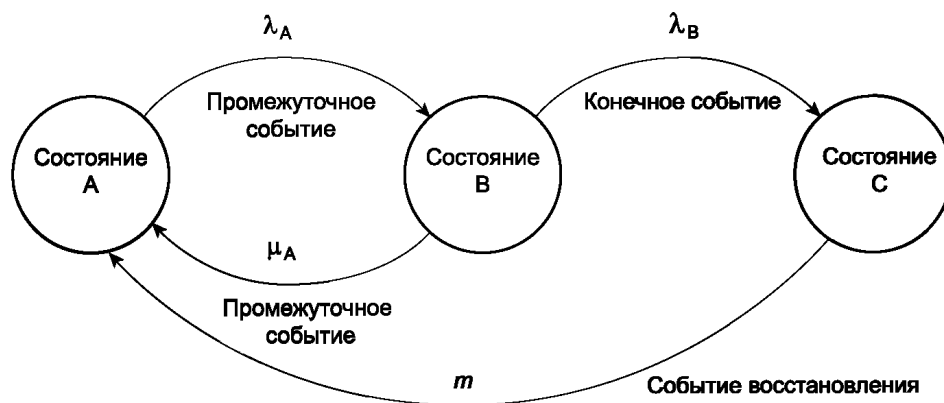 λA
λB
Промежуточное
событие
Конечное событие
Состояние
A
Состояние
B
Состояние
C
μA
Промежуточное
событие
m
Событие восстановления